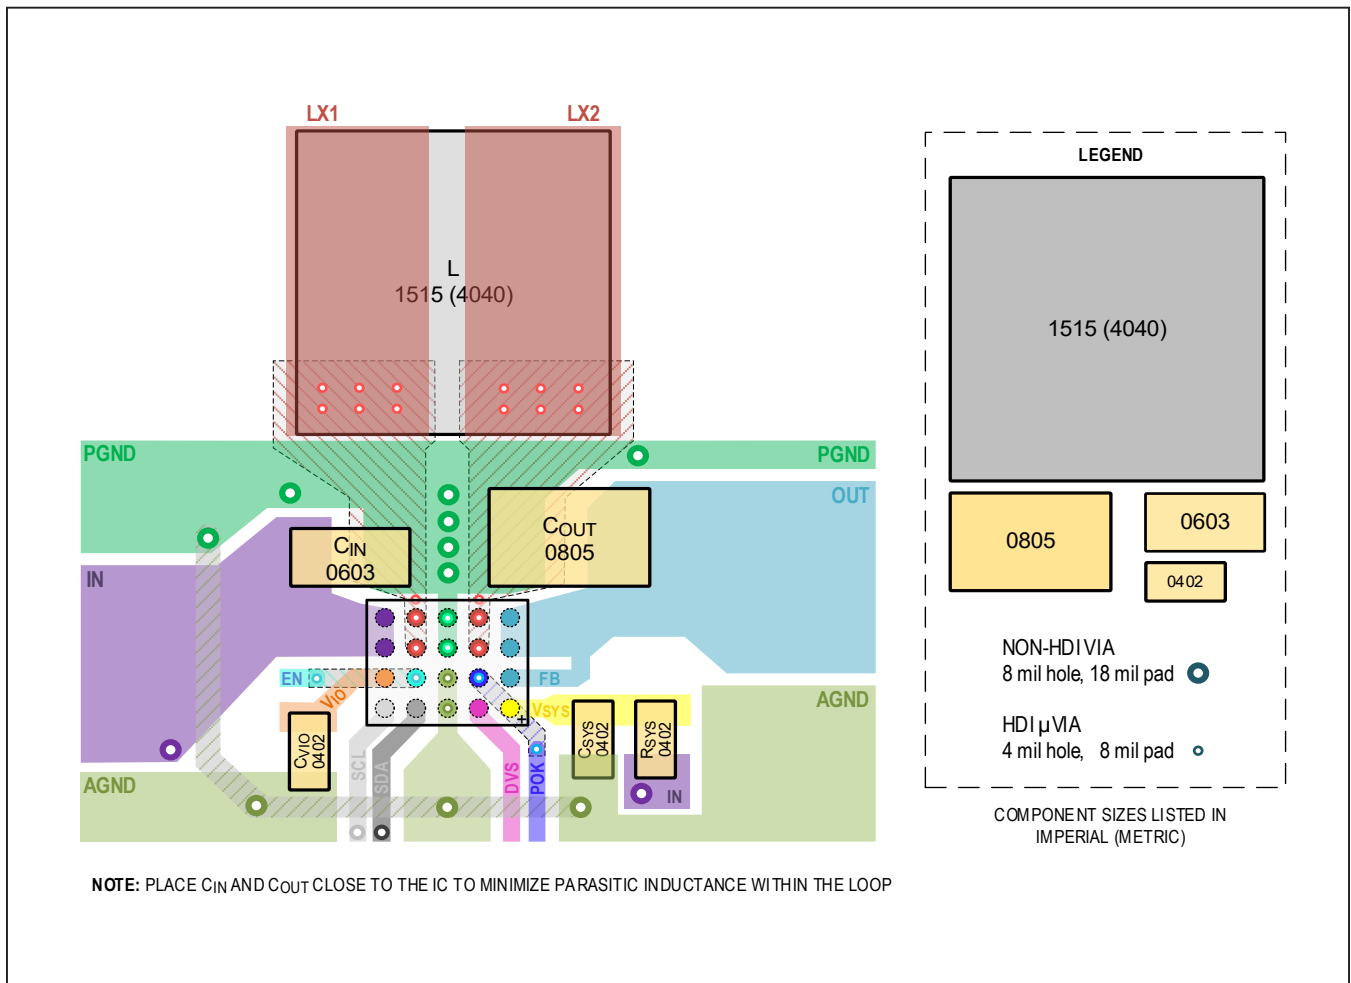 LX1
LX2
L
1515 (4040)
PGND
PGND
OUT
CIN
0603
COUT
0805
IN
EN
VIO
FB
VSYS
+
AGND
AGND
CVIO
0402
SCL
SDA
DVS
POK
CSYS
0402
RSYS
0402
IN
NOTE: PLACE CIN AND COUT CLOSE TO THE IC TO MINIMIZE PARASITIC INDUCTANCE WITHIN THE LOOP
LEGEND
1515 (4040)
0805
0603
0402
NON-HDI VIA
8 mil hole, 18 mil pad
HDI µVIA
4 mil hole, 8 mil pad
COMPONENT SIZES LISTED IN
IMPERIAL (METRIC)